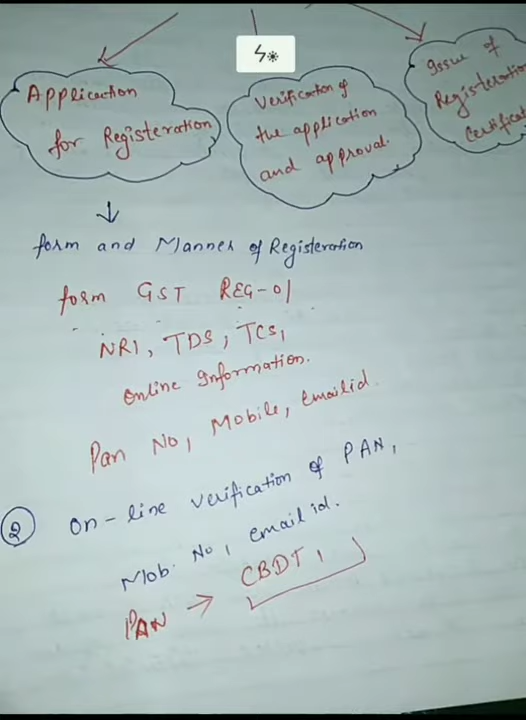 Application
for Registeration
Verification of
the application
and approval.
Issue of
Registeration
Certificat
↓
form and Manner of Registeration
form GST REG-01
NRI, TDS, TCS,
Online Information.
Pan No, Mobile, Emailid.
② On-line verification of PAN,
Mob. No, email id.
PAN → CBDT,